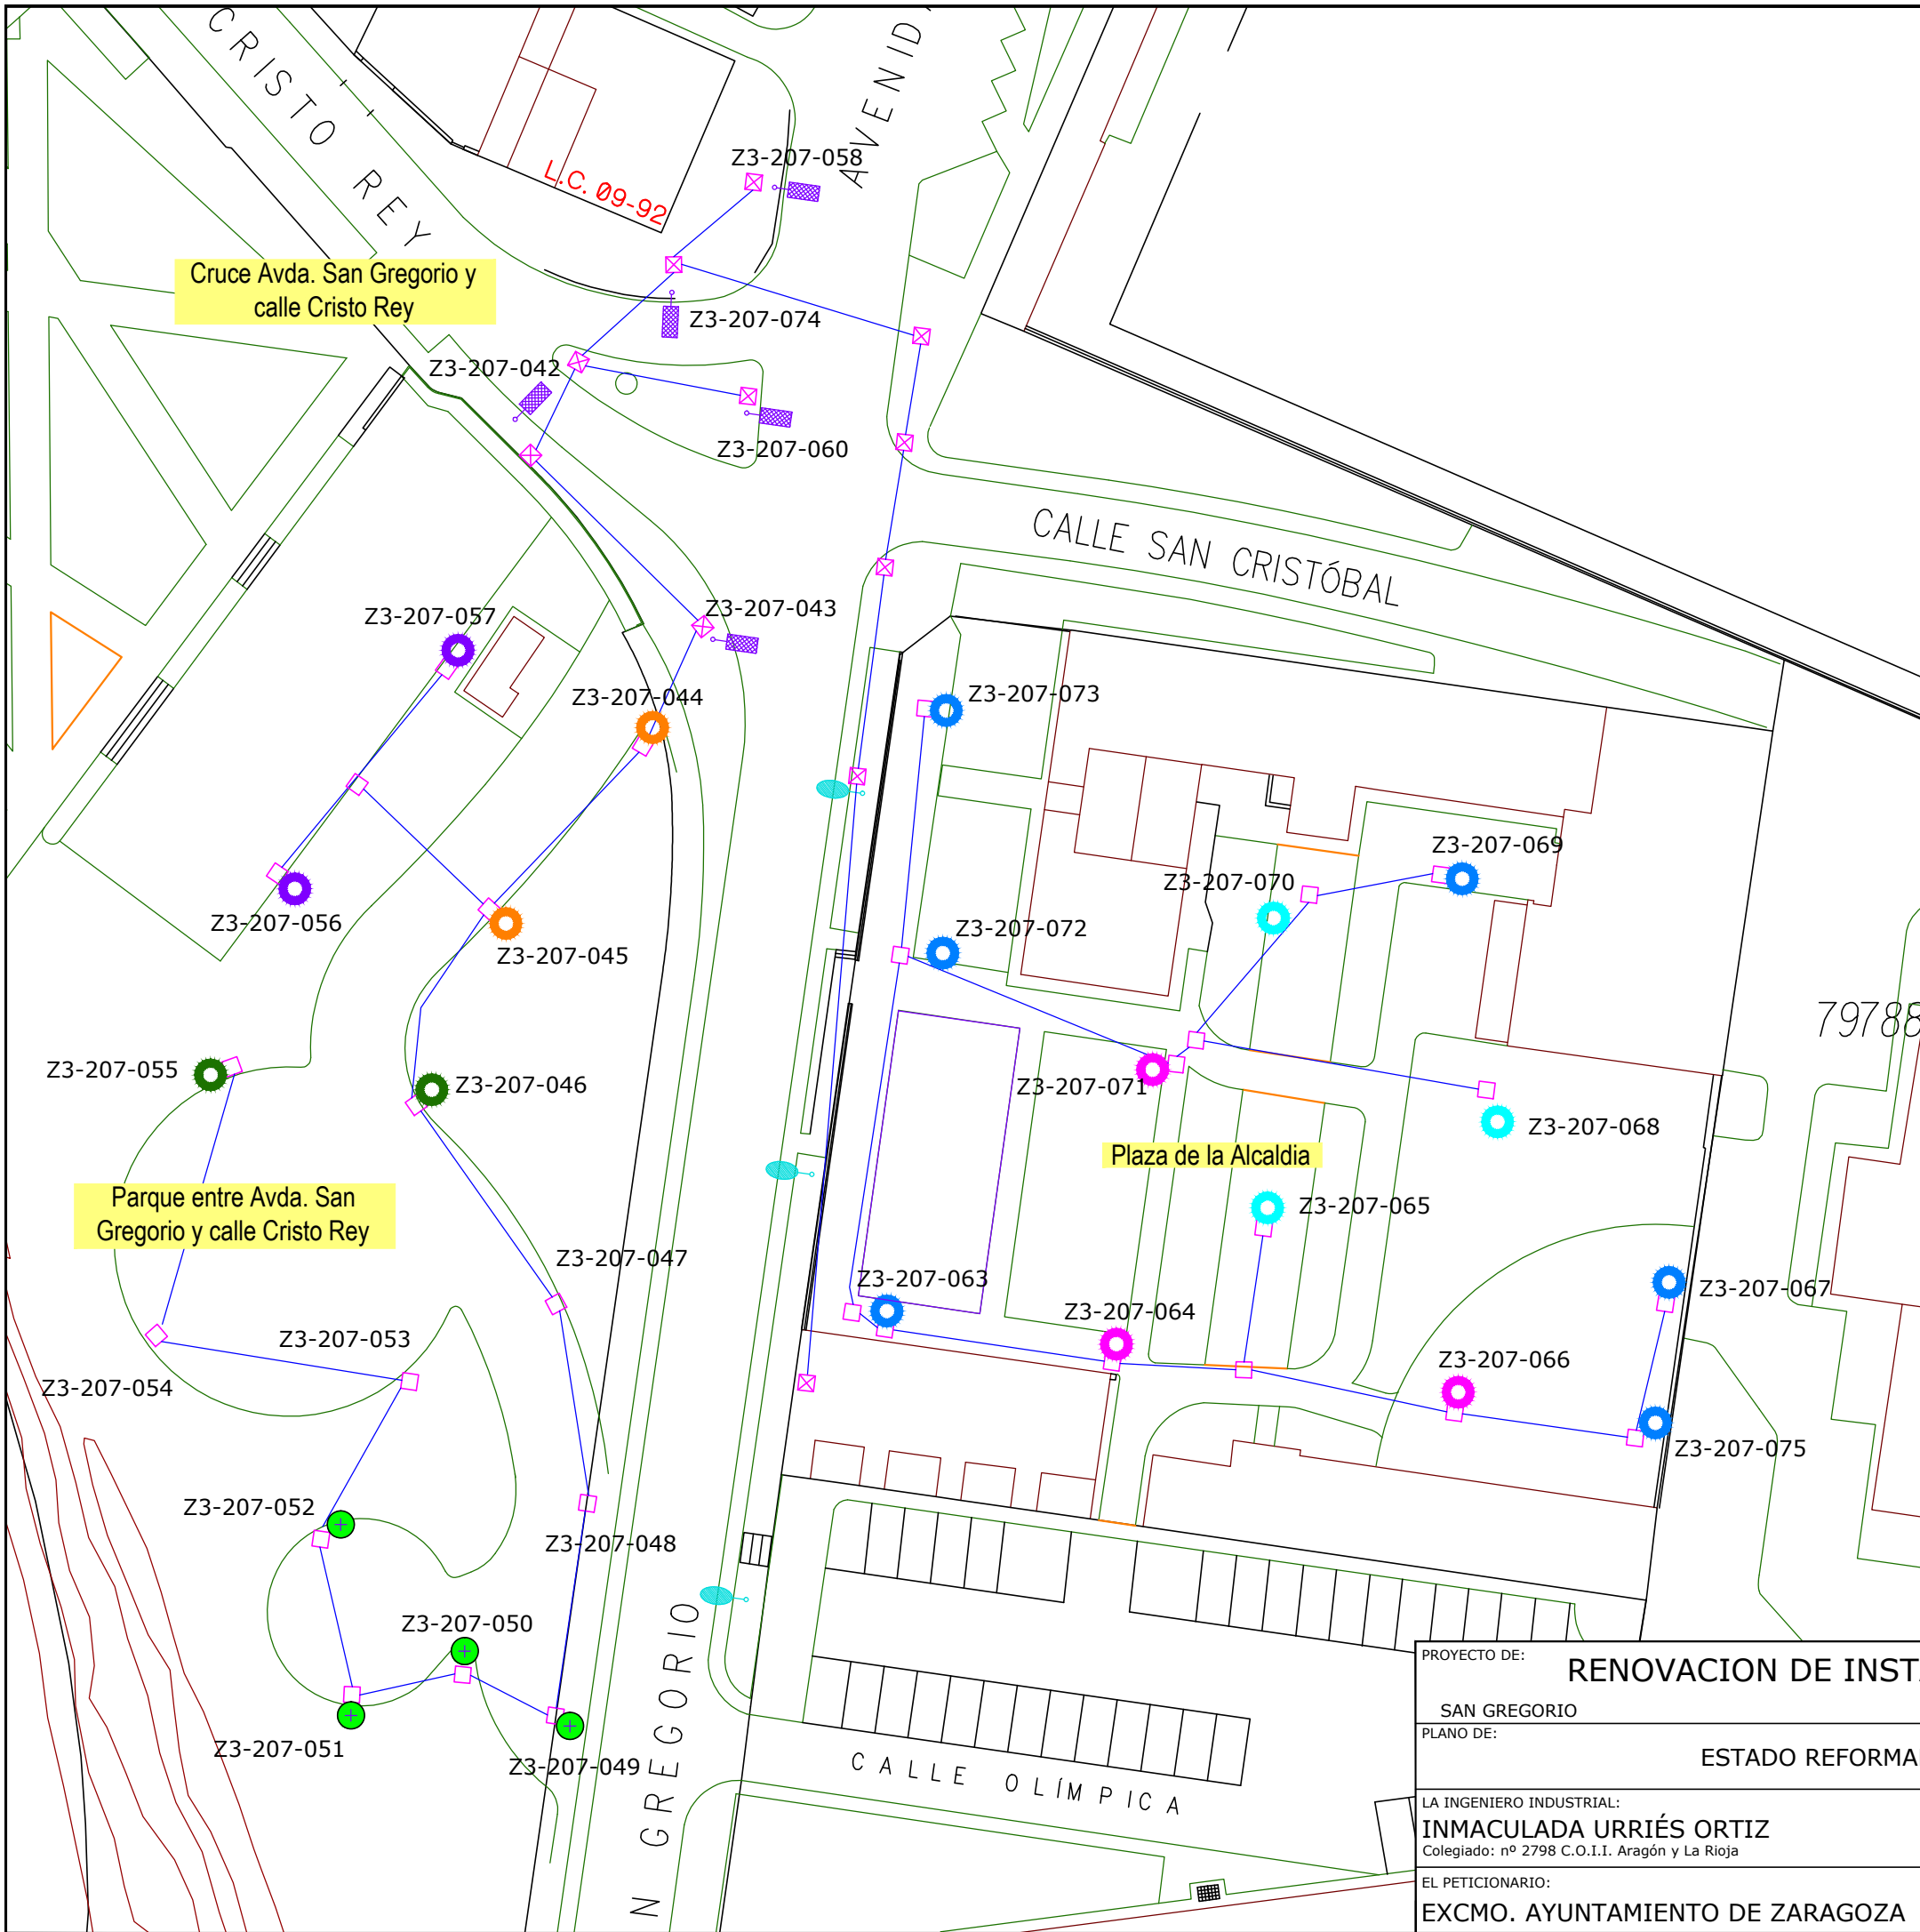 CRISTO REY
AVENID
Z3-207-058
L.C. 09-92
Cruce Avda. San Gregorio y
calle Cristo Rey
Z3-207-074
Z3-207-042
Z3-207-060
CALLE SAN CRISTÓBAL
Z3-207-057
Z3-207-043
Z3-207-044
Z3-207-073
Z3-207-069
Z3-207-070
Z3-207-056
Z3-207-072
Z3-207-045
79788
Z3-207-055
Z3-207-046
Z3-207-071
Z3-207-068
Plaza de la Alcaldia
Parque entre Avda. San
Gregorio y calle Cristo Rey
Z3-207-065
Z3-207-047
Z3-207-063
Z3-207-067
Z3-207-053
Z3-207-064
Z3-207-054
Z3-207-066
Z3-207-075
Z3-207-052
Z3-207-048
Z3-207-050
Z3-207-051
Z3-207-049
N GREGORIO
CALLE OLÍMPICA
PROYECTO DE:
RENOVACION DE INSTA
SAN GREGORIO
PLANO DE:
ESTADO REFORMA
LA INGENIERO INDUSTRIAL:
INMACULADA URRIÉS ORTIZ
Colegiado: nº 2798 C.O.I.I. Aragón y La Rioja
EL PETICIONARIO:
EXCMO. AYUNTAMIENTO DE ZARAGOZA